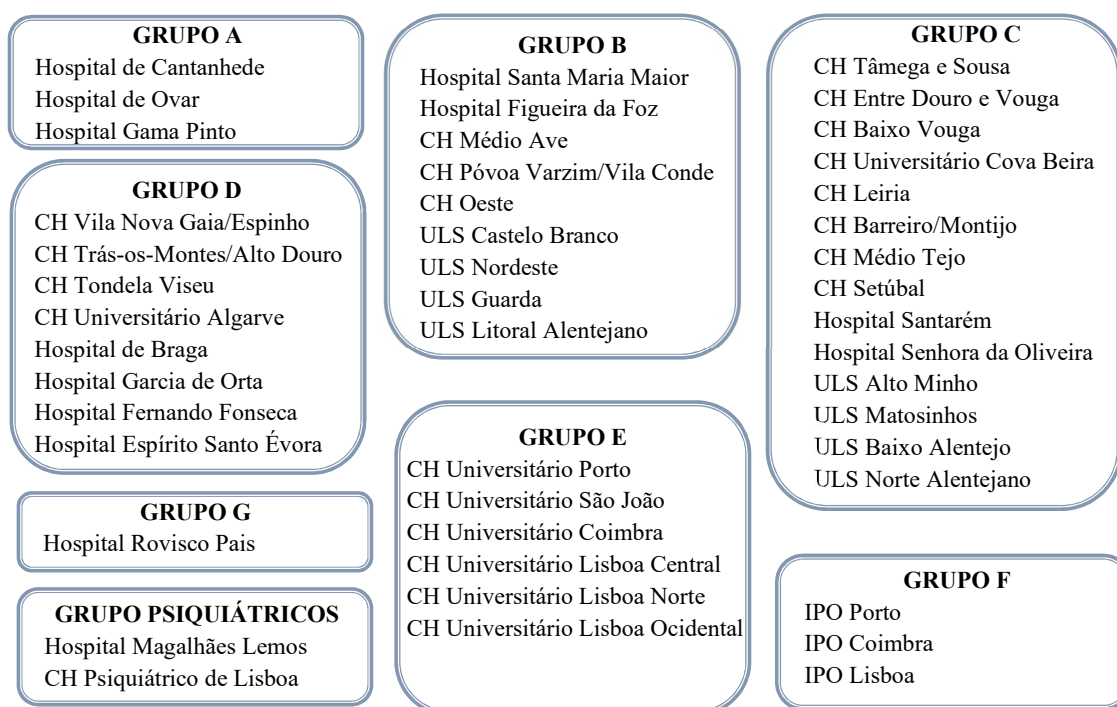 GRUPO A
Hospital de Cantanhede
Hospital de Ovar
Hospital Gama Pinto
GRUPO B
Hospital Santa Maria Maior
Hospital Figueira da Foz
CH Médio Ave
CH Póvoa Varzim/Vila Conde
CH Oeste
ULS Castelo Branco
ULS Nordeste
ULS Guarda
ULS Litoral Alentejano
GRUPO C
CH Tâmega e Sousa
CH Entre Douro e Vouga
CH Baixo Vouga
CH Universitário Cova Beira
CH Leiria
CH Barreiro/Montijo
CH Médio Tejo
CH Setúbal
Hospital Santarém
Hospital Senhora da Oliveira
ULS Alto Minho
ULS Matosinhos
ULS Baixo Alentejo
ULS Norte Alentejano
GRUPO D
CH Vila Nova Gaia/Espinho
CH Trás-os-Montes/Alto Douro
CH Tondela Viseu
CH Universitário Algarve
Hospital de Braga
Hospital Garcia de Orta
Hospital Fernando Fonseca
Hospital Espírito Santo Évora
GRUPO E
CH Universitário Porto
CH Universitário São João
CH Universitário Coimbra
CH Universitário Lisboa Central
CH Universitário Lisboa Norte
CH Universitário Lisboa Ocidental
GRUPO G
Hospital Rovisco Pais
GRUPO F
IPO Porto
IPO Coimbra
IPO Lisboa
GRUPO PSIQUIÁTRICOS
Hospital Magalhães Lemos
CH Psiquiátrico de Lisboa